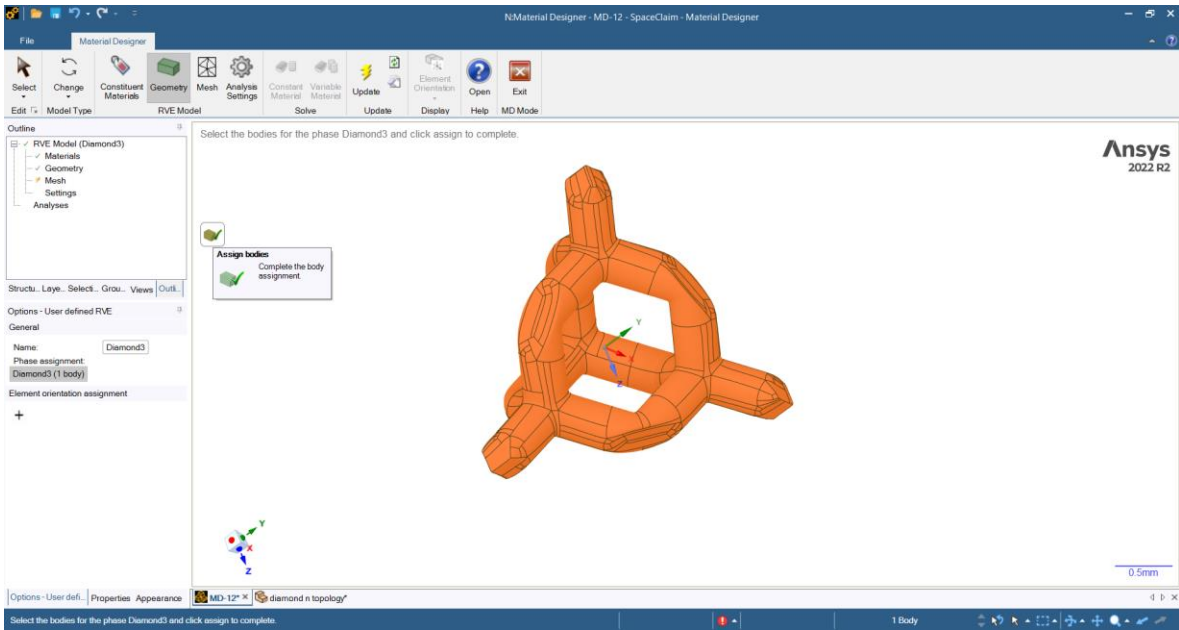 N:Material Designer - MD-12 - SpaceClaim - Material Designer
File
Material Designer
Select
Change
Constituent Materials
Geometry
Mesh
Analysis Settings
Constant Material
Variable Material
Update
Element Orientation
Open
Exit
Edit
Model Type
RVE Model
Solve
Update
Display
Help
MD Mode
Outline
RVE Model (Diamond3)
Materials
Geometry
Mesh
Settings
Analyses
Structu... Laye... Selecti... Grou... Views Outli...
Options - User defined RVE
General
Name: Diamond3
Phase assignment:
Diamond3 (1 body)
Element orientation assignment
Select the bodies for the phase Diamond3 and click assign to complete.
Assign bodies
Complete the body
assignment.
Ansys
2022 R2
Y
X
Z
Y
X
Z
0.5mm
Options - User defi... Properties Appearance
MD-12* diamond n topology*
Select the bodies for the phase Diamond3 and click assign to complete.
1 Body